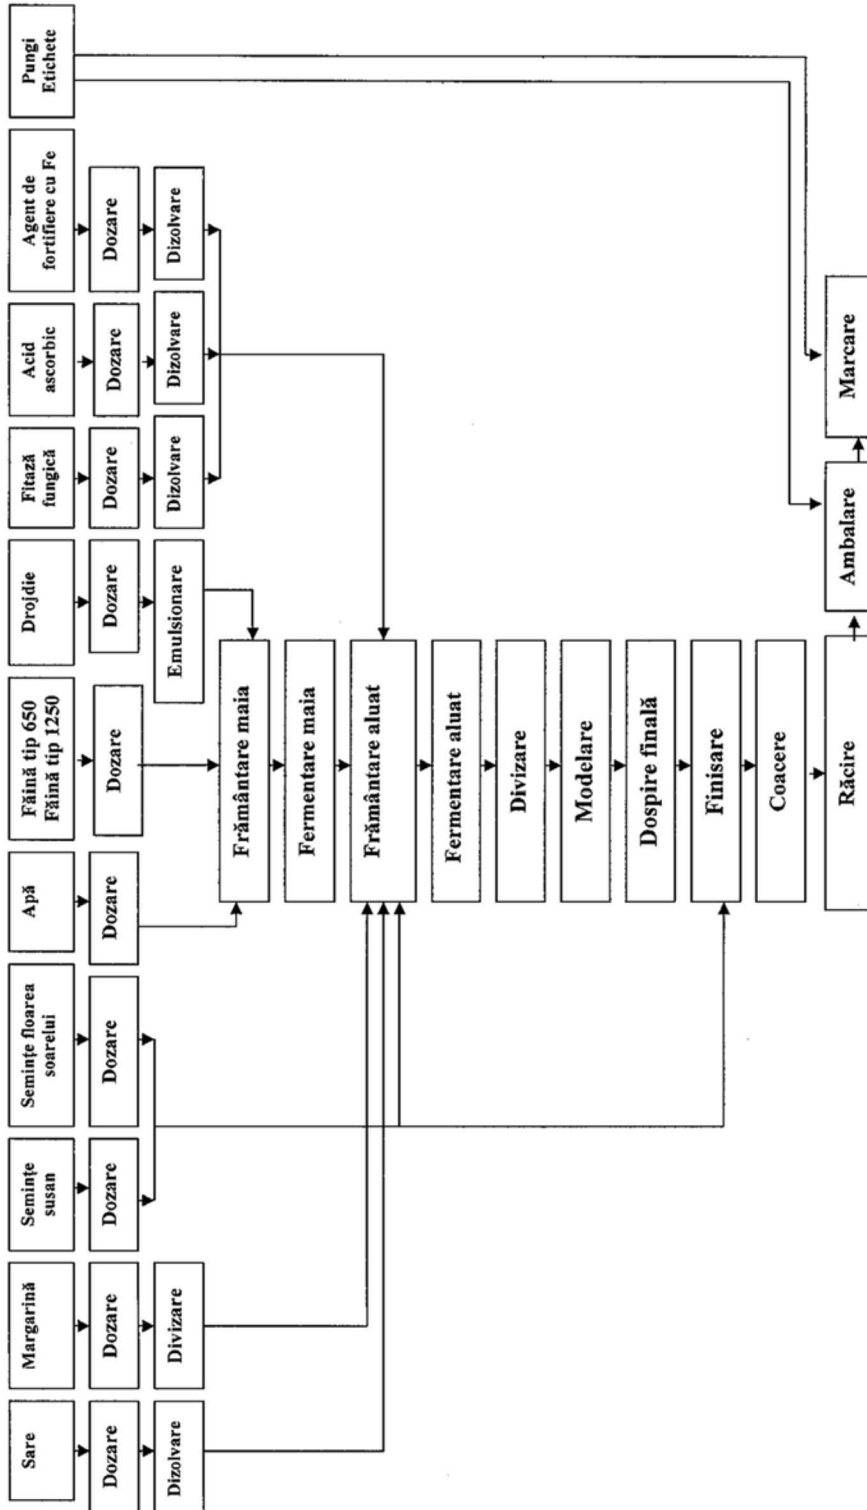 Sare
Margarină
Semințe
susan
Semințe floarea
soarelui
Apă
Făină tip 650
Făină tip 1250
Drojdie
Fitază
fungică
Acid
ascorbic
Agent de
fortifiere cu Fe
Pungi
Etichete
Dozare
Dozare
Dozare
Dozare
Dozare
Dozare
Dozare
Dozare
Dozare
Dozare
Dizolvare
Divizare
Emulsionare
Dizolvare
Dizolvare
Dizolvare
Frământare maia
Fermentare maia
Frământare aluat
Fermentare aluat
Divizare
Modelare
Dospire finală
Finisare
Coacere
Răcire
Ambalare
Marcare